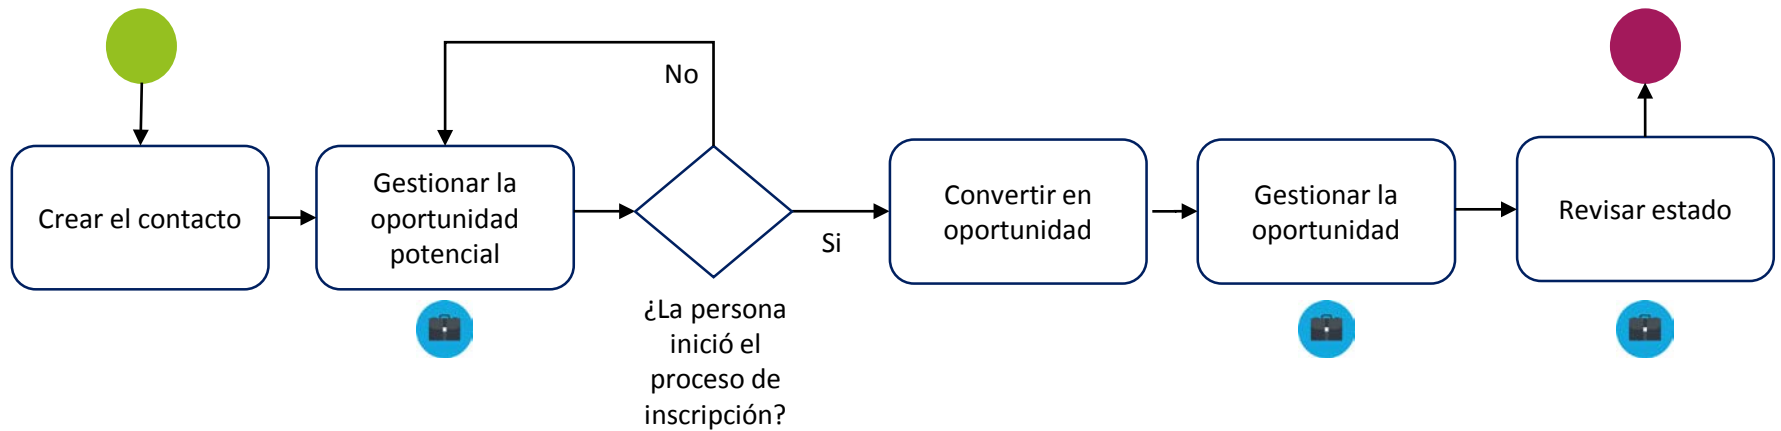 Crear el contacto
Gestionar la
oportunidad
potencial
No
¿La persona
inició el
proceso de
inscripción?
Si
Convertir en
oportunidad
Gestionar la
oportunidad
Revisar estado